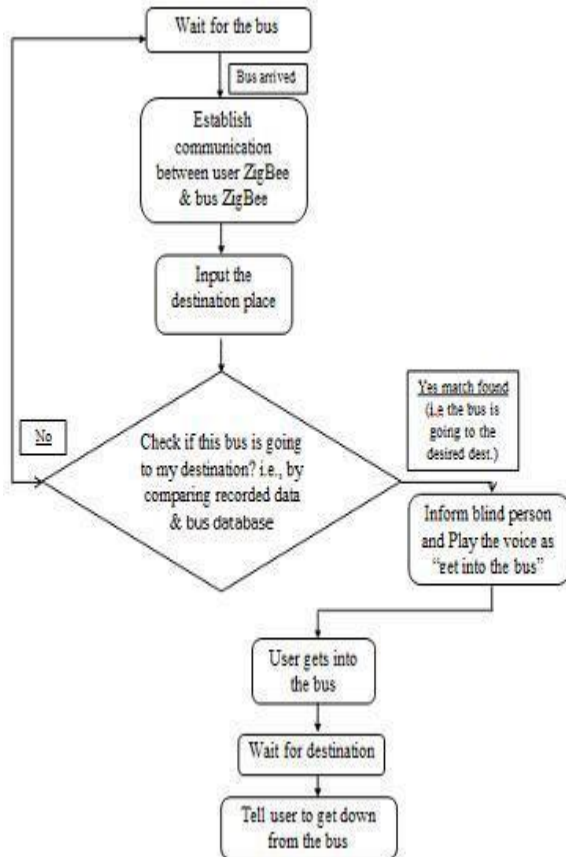 Wait for the bus
Bus arrived
Establish
communication
between user ZigBee
& bus ZigBee
Input the
destination place
No
Check if this bus is going
to my destination? i.e., by
comparing recorded data
& bus database
Yes match found
(i.e the bus is
going to the
desired dest.)
Inform blind person
and Play the voice as
“get into the bus”
User gets into
the bus
Wait for destination
Tell user to get down
from the bus